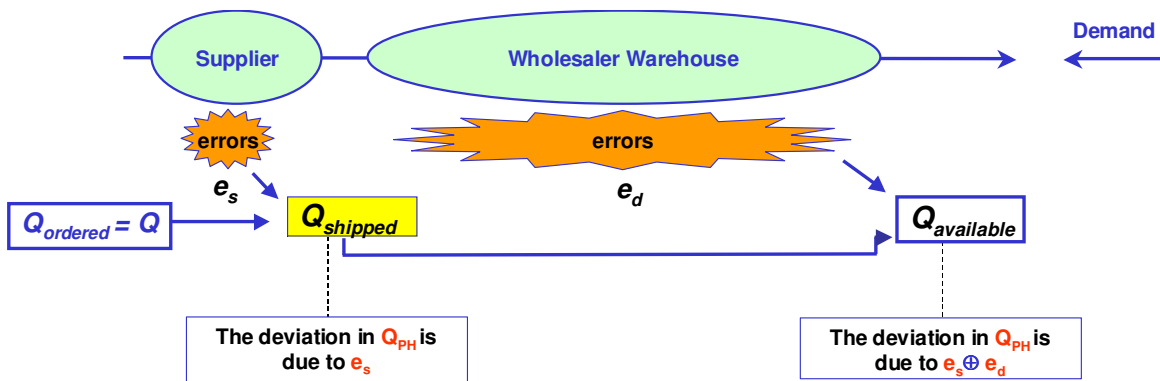 Supplier
Wholesaler Warehouse
Demand
errors
errors
e_s
e_d
Q_ordered = Q
Q_shipped
Q_available
The deviation in Q_PH is
due to e_s
The deviation in Q_PH is
due to e_s ⊕ e_d